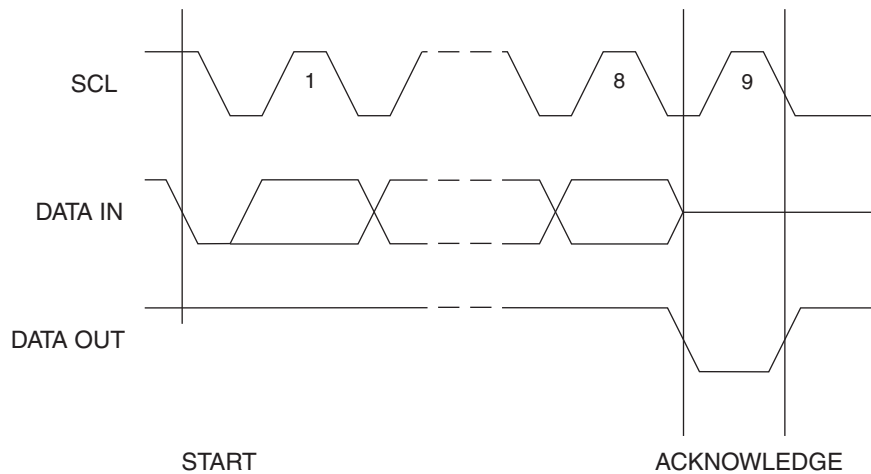 SCL
1
8
9
DATA IN
DATA OUT
START
ACKNOWLEDGE